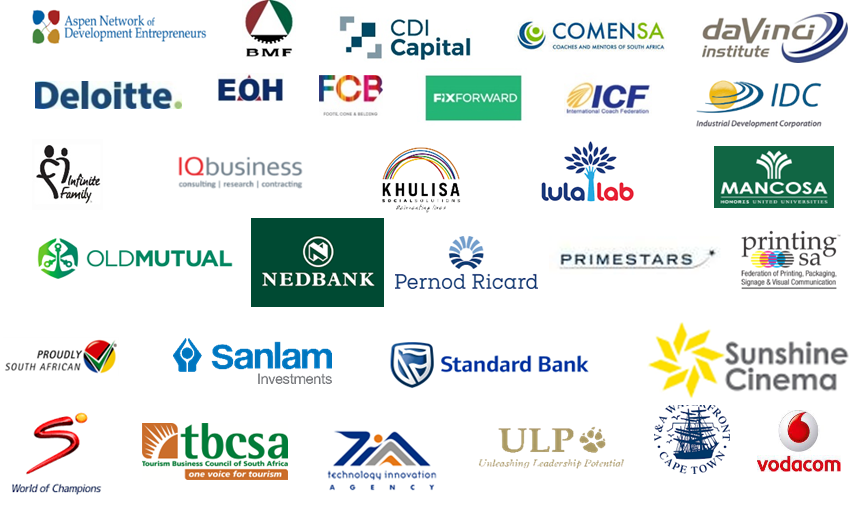 Aspen Network of
Development Entrepreneurs
BMF
CDI
Capital
COMENSA
COACHES AND MENTORS OF SOUTH AFRICA
daVinci
institute
Deloitte.
EOH
FCB
FOOTE, CONE & BELDING
FIXFORWARD
ICF
International Coach Federation
IDC
Industrial Development Corporation
Infinite
Family
IQbusiness
consulting | research | contracting
KHULISA
SOCIAL SOLUTIONS
Reinventing lives
lulalab
MANCOSA
HONORIS UNITED UNIVERSITIES
OLDMUTUAL
N
NEDBANK
Pernod Ricard
PRIMESTARS
printing
sa
Federation of Printing, Packaging,
Signage & Visual Communication
PROUDLY
SOUTH AFRICAN
Sanlam
Investments
Standard Bank
Sunshine
Cinema
World of Champions
tbcsa
Tourism Business Council of South Africa
one voice for tourism
TIA
technology innovation
AGENCY
ULP
Unleashing Leadership Potential
V&A WATERFRONT
CAPE TOWN
vodacom